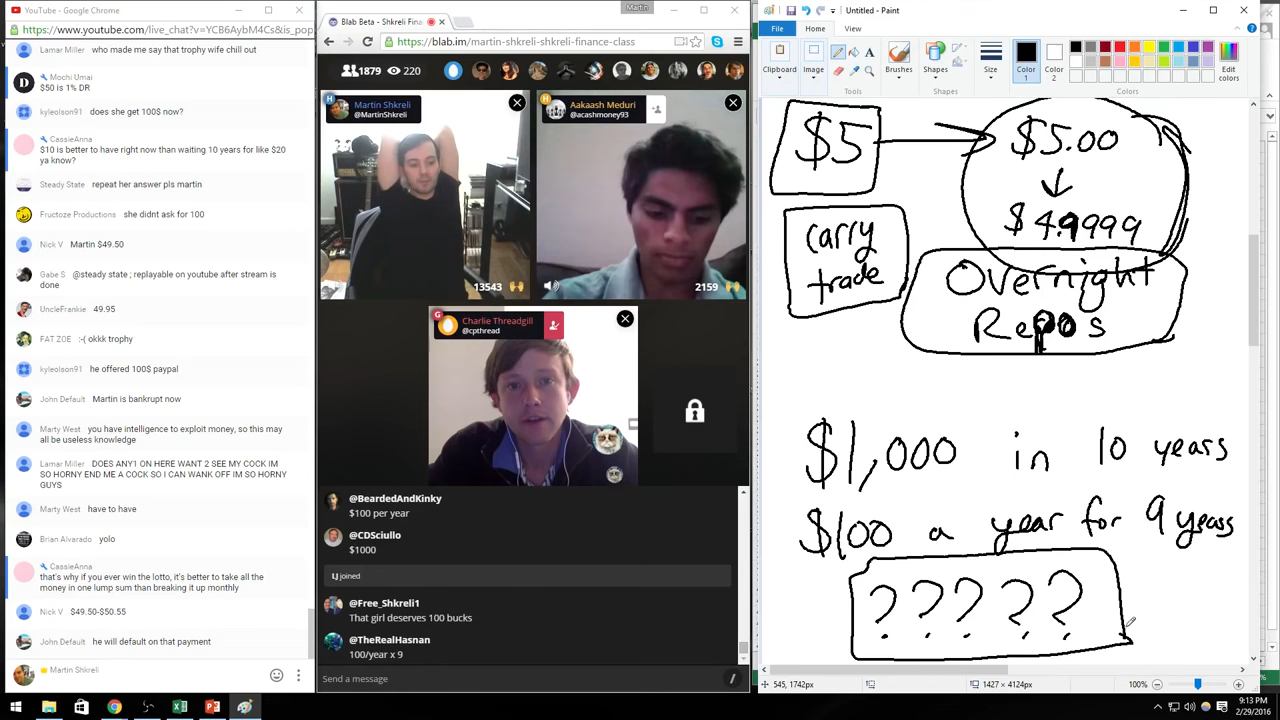 YouTube - Google Chrome
https://www.youtube.com/live_chat?v=YCB6AybM4Cs&is_pop
Lamar Miller who made me say that trophy wife chill out
Mochi Umai
$50 is 1% DR
kyleolson91 does she get 100$ now?
CassieAnna
$10 is better to have right now than waiting 10 years for like $20
ya know?
Steady State repeat her answer pls martin
Fructoze Productions she didnt ask for 100
Nick V Martin $49.50
Gabe S @steady state ; replayable on youtube after stream is
done
UncleFrankie 49.95
FAT ZOE :-( okkk trophy
kyleolson91 he offered 100$ paypal
John Default Martin is bankrupt now
Marty West you have intelligence to exploit money, so this may
all be useless knowledge
Lamar Miller DOES ANY1 ON HERE WANT 2 SEE MY COCK IM
SO HORNY END ME A COCK SO I CAN WANK OFF IM SO HORNY
GUYS
Marty West have to have
Brian Alvarado yolo
CassieAnna
that's why if you ever win the lotto, it's better to take all the
money in one lump sum than breaking it up monthly
Nick V $49.50-$50.55
John Default he will default on that payment
Martin Shkreli
Martin
Blab Beta - Shkreli Fina
https://blab.im/martin-shkreli-shkreli-finance-class
1879 220
H Martin Shkreli
@MartinShkreli
13543
H Aakaash Meduri
@acashmoney93
2159
G Charlie Threadgill
@cpthread
@BeardedAndKinky
$100 per year
@CDSciullo
$1000
IJ joined
@Free_Shkreli1
That girl deserves 100 bucks
@TheRealHasnan
100/year x 9
Send a message /
Untitled - Paint
File Home View
Clipboard Image Tools Brushes Shapes Size Color 1 Color 2 Edit colors
Tools Shapes Colors
$5 $5.00
$4.9999
carry
trade
Overnight
Repos
$1,000 in 10 years
$100 a year for 9 years
? ? ? ? ?
545, 1742px 1427 × 4124px 100%
9:13 PM
2/29/2016